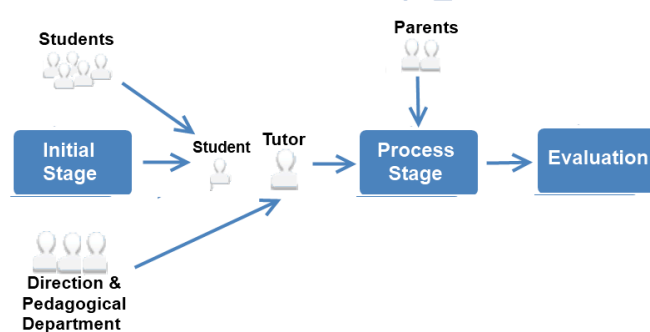 Students
Parents
Initial
Stage
Student
Tutor
Process
Stage
Evaluation
Direction &
Pedagogical
Department